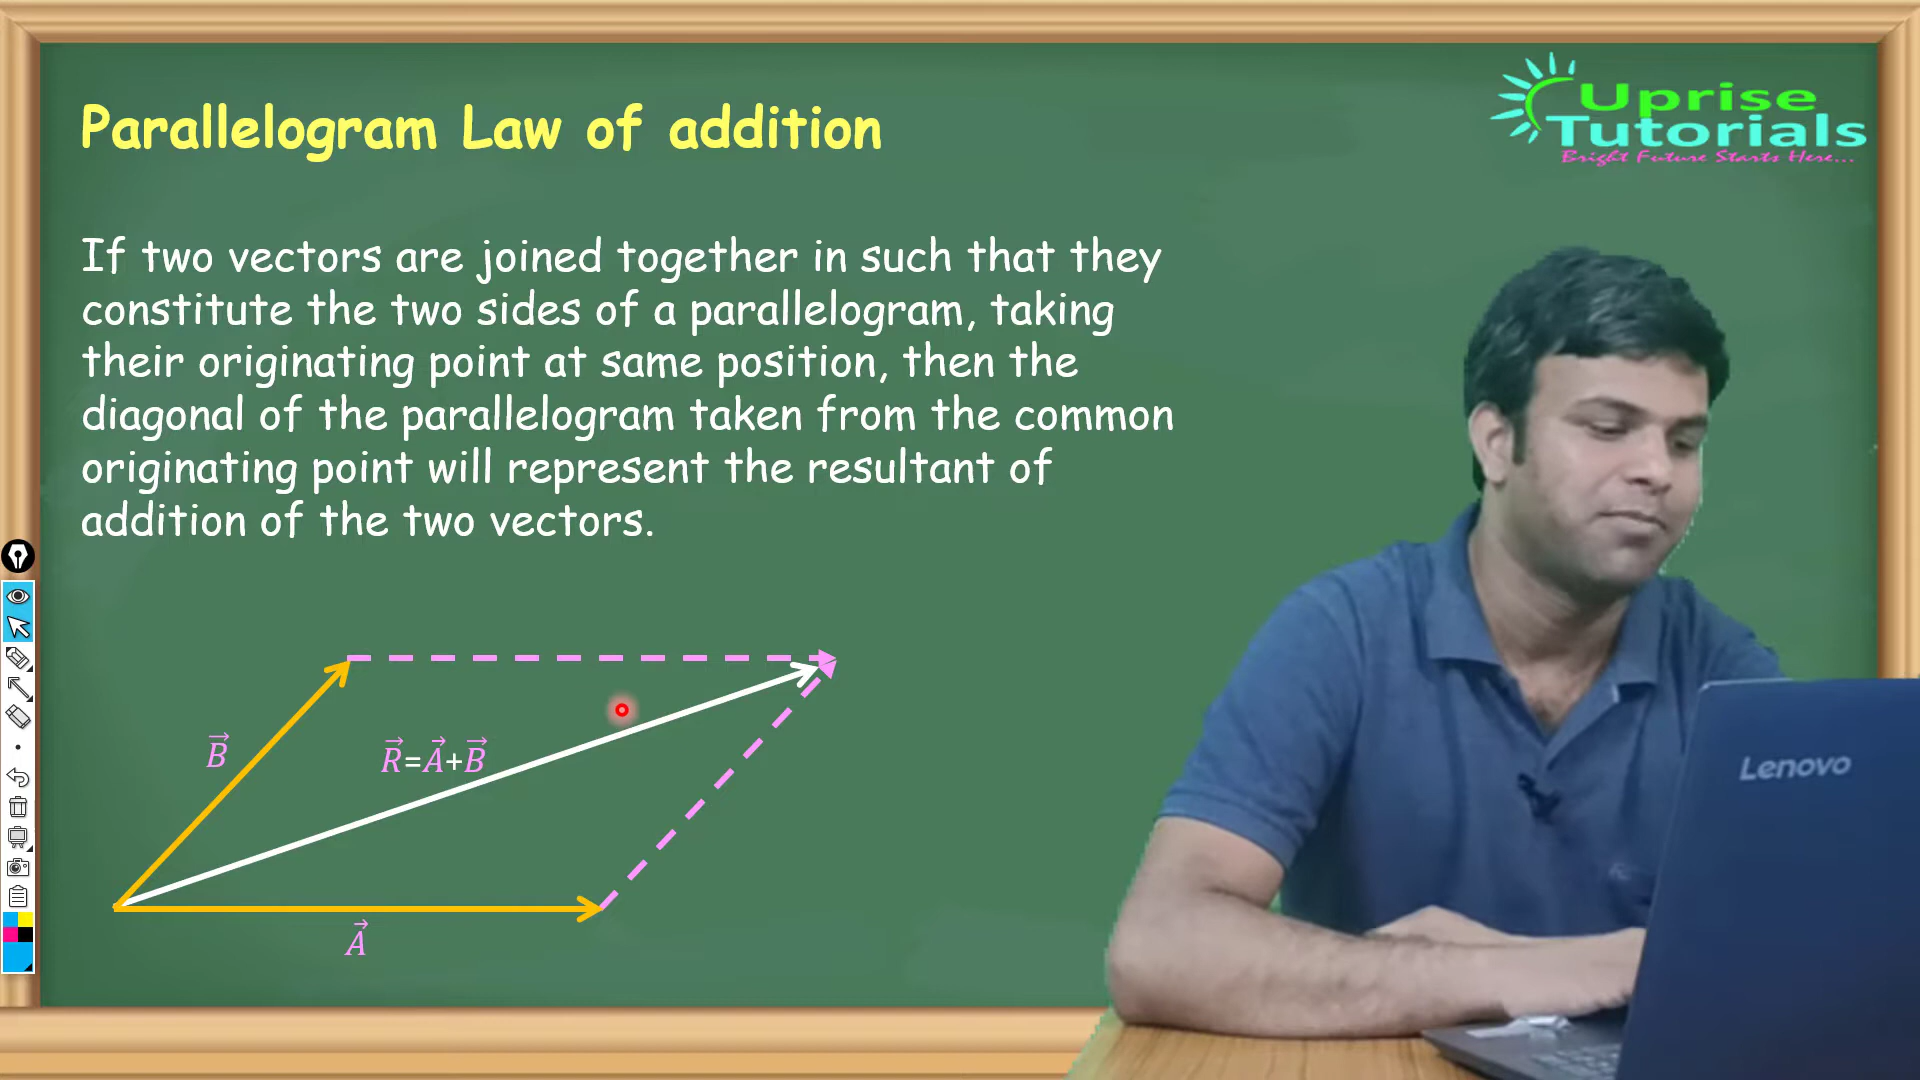 Parallelogram Law of addition
Uprise
Tutorials
Bright Future Starts Here...
If two vectors are joined together in such that they
constitute the two sides of a parallelogram, taking
their originating point at same position, then the
diagonal of the parallelogram taken from the common
originating point will represent the resultant of
addition of the two vectors.
B⃗
R⃗=A⃗+B⃗
A⃗
Lenovo